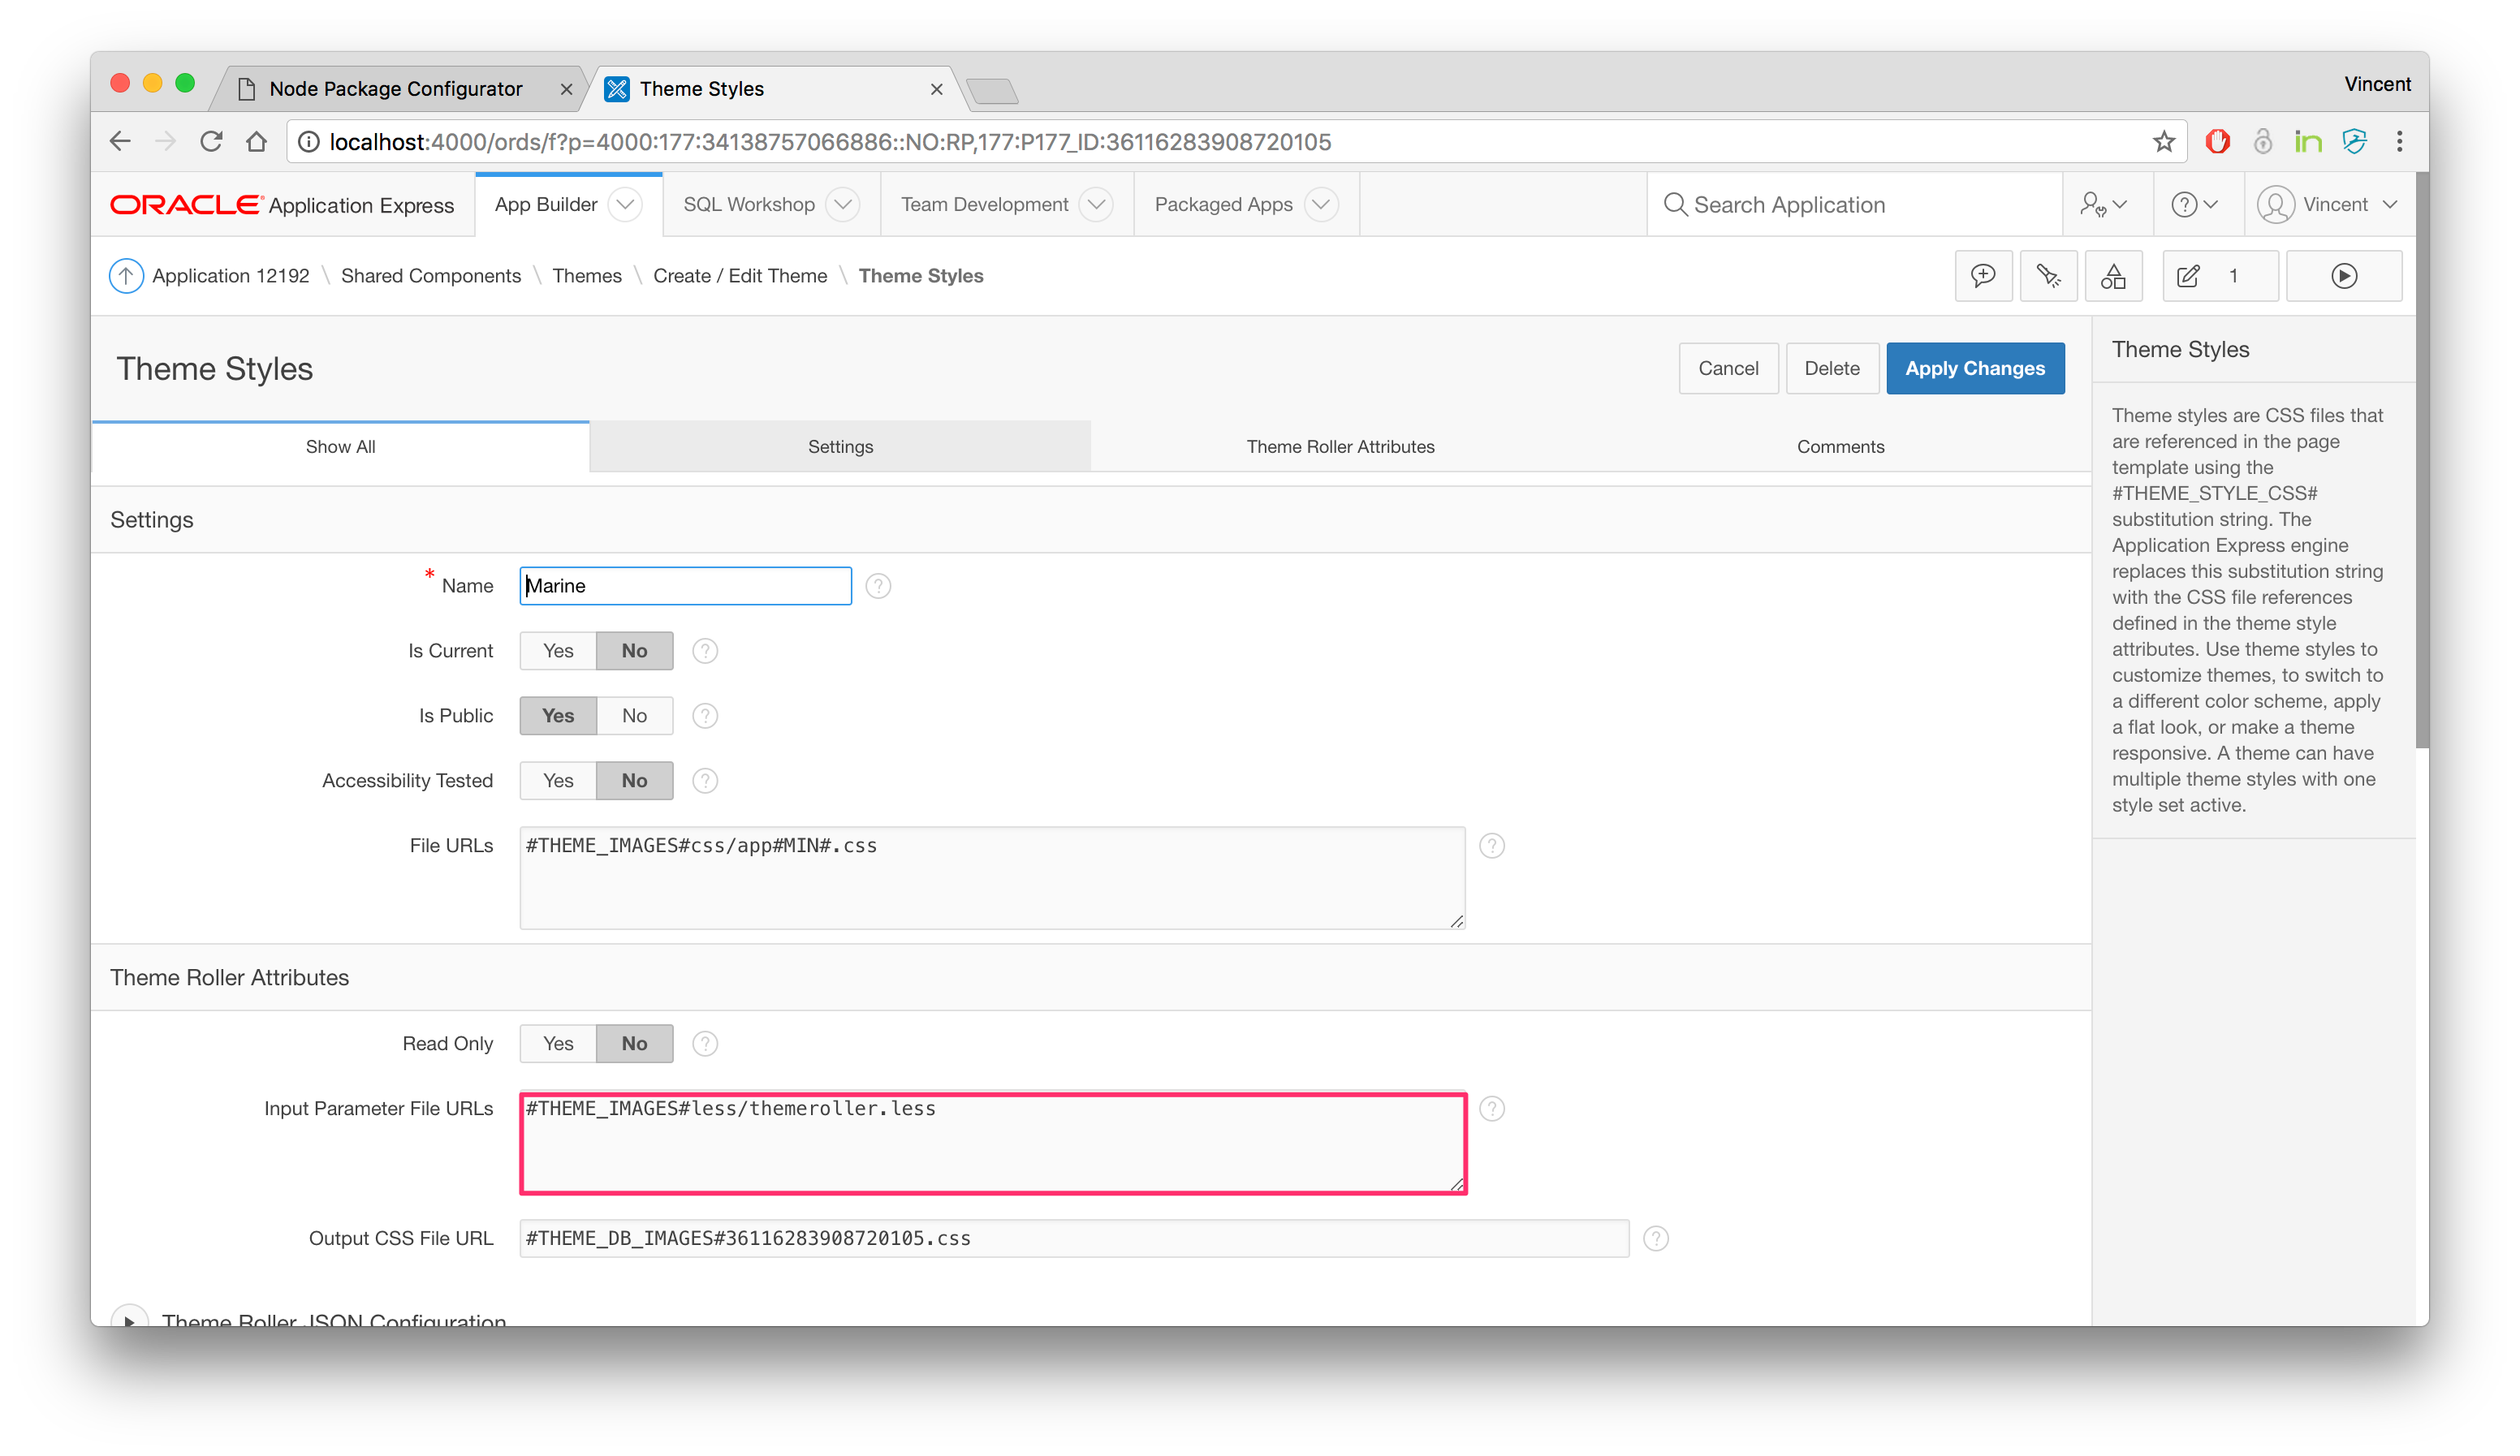 Node Package Configurator
Theme Styles
Vincent
localhost:4000/ords/f?p=4000:177:34138757066886::NO:RP,177:P177_ID:36116283908720105
in
ORACLE Application Express
App Builder
SQL Workshop
Team Development
Packaged Apps
Search Application
Vincent
Application 12192 \ Shared Components \ Themes \ Create / Edit Theme \ Theme Styles
1
Theme Styles
Cancel
Delete
Apply Changes
Show All
Settings
Theme Roller Attributes
Comments
Settings
* Name
Marine
Is Current
Yes
No
Is Public
Yes
No
Accessibility Tested
Yes
No
File URLs
#THEME_IMAGES#css/app#MIN#.css
Theme Roller Attributes
Read Only
Yes
No
Input Parameter File URLs
#THEME_IMAGES#less/themeroller.less
Output CSS File URL
#THEME_DB_IMAGES#36116283908720105.css
Theme Roller JSON Configuration
Theme Styles
Theme styles are CSS files that
are referenced in the page
template using the
#THEME_STYLE_CSS#
substitution string. The
Application Express engine
replaces this substitution string
with the CSS file references
defined in the theme style
attributes. Use theme styles to
customize themes, to switch to
a different color scheme, apply
a flat look, or make a theme
responsive. A theme can have
multiple theme styles with one
style set active.